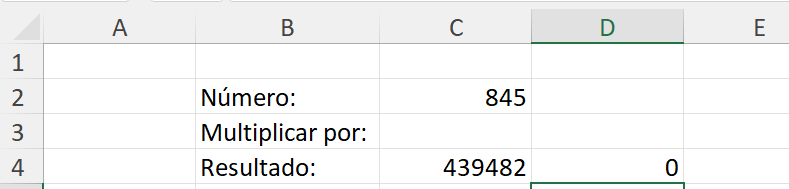 A B C D E
1
2 Número: 845
3 Multiplicar por:
4 Resultado: 439482 0